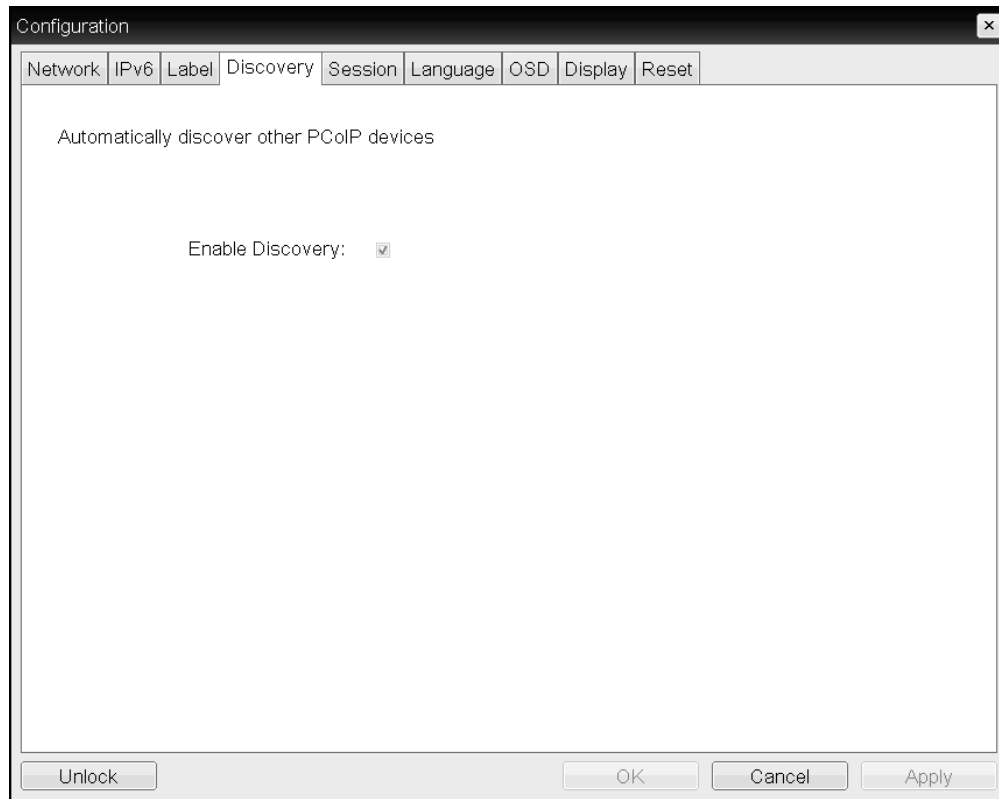 Configuration
Network IPv6 Label Discovery Session Language OSD Display Reset
Automatically discover other PCoIP devices
Enable Discovery:
Unlock OK Cancel Apply